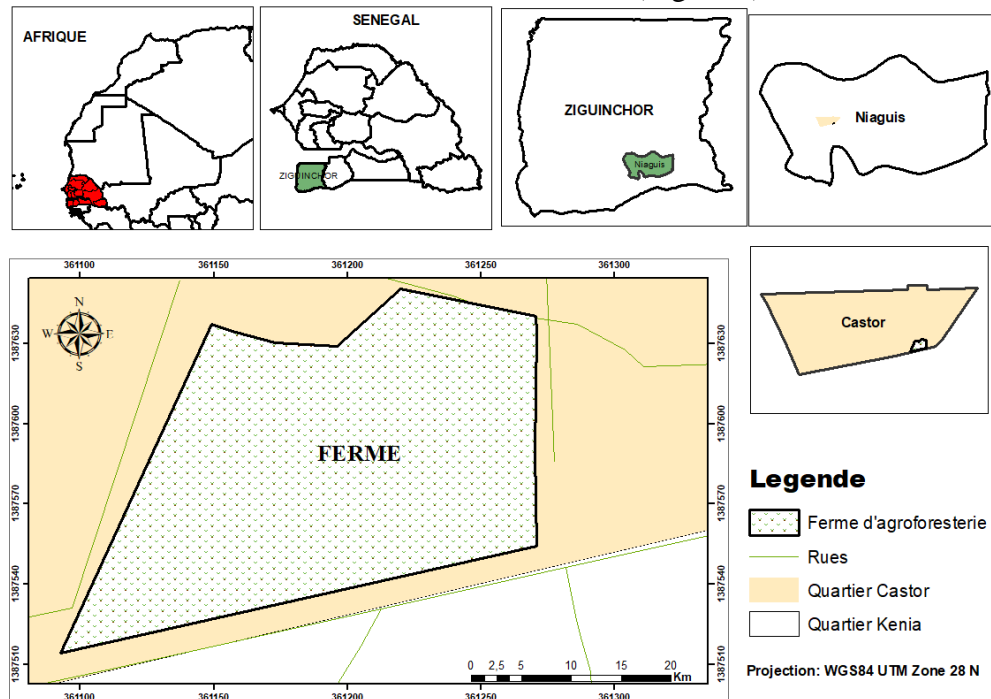 AFRIQUE
SENEGAL
ZIGUINCHOR
ZIGUINCHOR
Niaguis
Niaguis
361100 361150 361200 361250 361300
1387630
1387600
1387570
1387540
1387510
N
W E
S
FERME
1387630
1387600
1387570
1387540
1387510
0 2,5 5 10 15 20
Km
361100 361150 361200 361250 361300
Castor
Legende
Ferme d'agroforesterie
Rues
Quartier Castor
Quartier Kenia
Projection: WGS84 UTM Zone 28 N